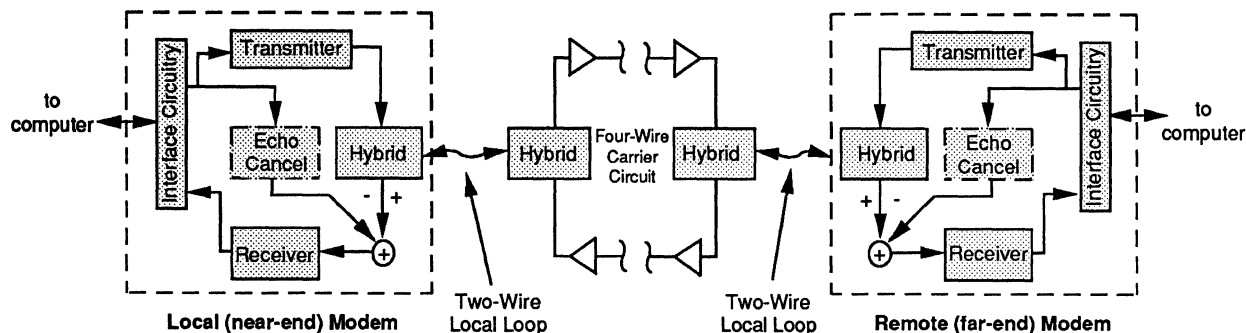 to
computer
Interface Circuitry
Transmitter
Echo
Cancel
Hybrid
- +
+
Receiver
Local (near-end) Modem
Two-Wire
Local Loop
Hybrid
Four-Wire
Carrier
Circuit
Hybrid
Two-Wire
Local Loop
Transmitter
Hybrid
Echo
Cancel
+ -
+
Receiver
Interface Circuitry
to
computer
Remote (far-end) Modem